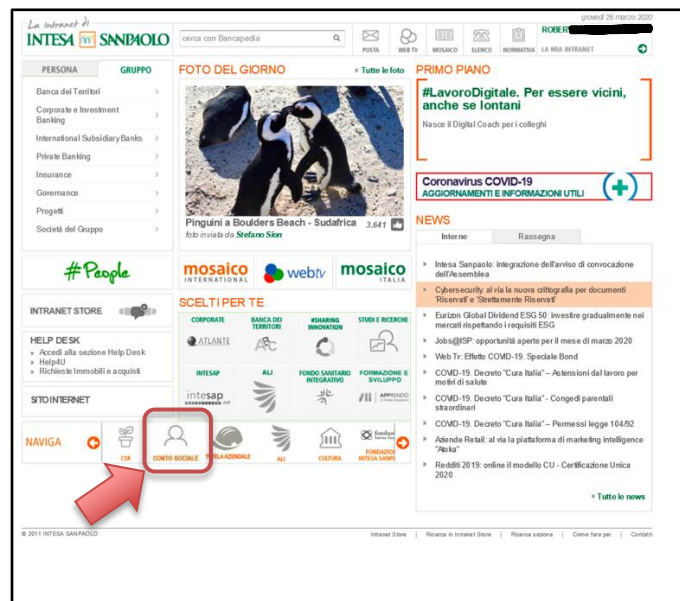 giovedì 26 marzo 2020
La Intranet di
INTESA SANPAOLO
cerca con Bancapedia
POSTA
WEB TV
MOSAICO
ELENCO
NORMATIVA
ROBER
LA MIA INTRANET
PERSONA
GRUPPO
Banca dei Territori
Corporate e Investment
Banking
International Subsidiary Banks
Private Banking
Insurance
Governance
Progetti
Società del Gruppo
#People
INTRANET STORE
HELP DESK
» Accedi alla sezione Help Desk
» Help4U
» Richieste Immobili e acquisti
SITO INTERNET
FOTO DEL GIORNO
» Tutte le foto
Pinguini a Boulders Beach - Sudafrica
3.641
foto inviata da Stefano Sion
mosaico
INTERNATIONAL
webtv
mosaico
ITALIA
SCELTI PER TE
CORPORATE
BANCA DEI
TERRITORI
#SHARING
INNOVATION
STUDI E RICERCHE
ATLANTE
ABC
INTESAP
ALI
FONDO SANITARIO
INTEGRATIVO
FORMAZIONE E
SVILUPPO
intesap
APPRENDO
PRIMO PIANO
#LavoroDigitale. Per essere vicini,
anche se lontani
Nasce il Digital Coach per i colleghi
Coronavirus COVID-19
AGGIORNAMENTI E INFORMAZIONI UTILI
NEWS
Interne
Rassegna
» Intesa Sanpaolo: integrazione dell'avviso di convocazione
dell'Assemblea
» Cybersecurity: al via la nuova crittografia per documenti
'Riservati' e 'Strettamente Riservati'
» Eurizon Global Dividend ESG 50: investire gradualmente nei
mercati rispettando i requisiti ESG
» Jobs@ISP: opportunità aperte per il mese di marzo 2020
» Web Tv: Effetto COVID-19. Speciale Bond
» COVID-19. Decreto "Cura Italia" – Astensioni dal lavoro per
motivi di salute
» COVID-19. Decreto "Cura Italia" - Congedi parentali
straordinari
» COVID-19. Decreto "Cura Italia" – Permessi legge 104/92
» Aziende Retail: al via la piattaforma di marketing intelligence
"Atoka"
» Redditi 2019: online il modello CU - Certificazione Unica
2020
» Tutte le news
NAVIGA
CSR
CONTO SOCIALE
TUTELA AZIENDALE
ALI
CULTURA
FONDAZIO
INTESA SANP
© 2011 INTESA SANPAOLO
Intranet Store | Ricerca in Intranet Store | Ricerca sezione | Come fare per | Contatti